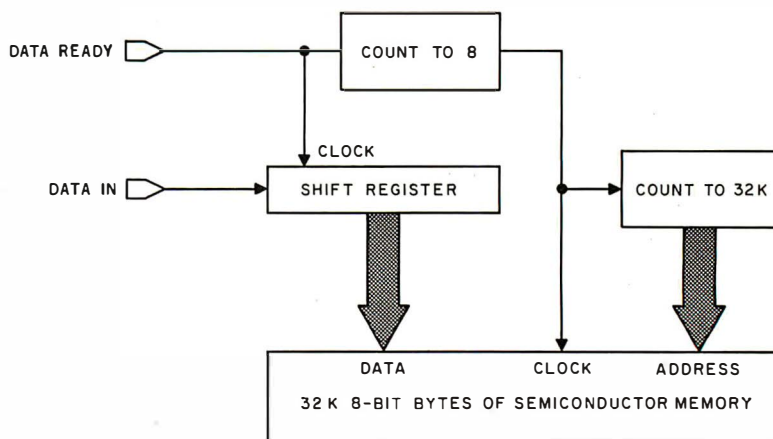 DATA READY
COUNT TO 8
CLOCK
DATA IN
SHIFT REGISTER
COUNT TO 32K
DATA CLOCK ADDRESS
32K 8-BIT BYTES OF SEMICONDUCTOR MEMORY